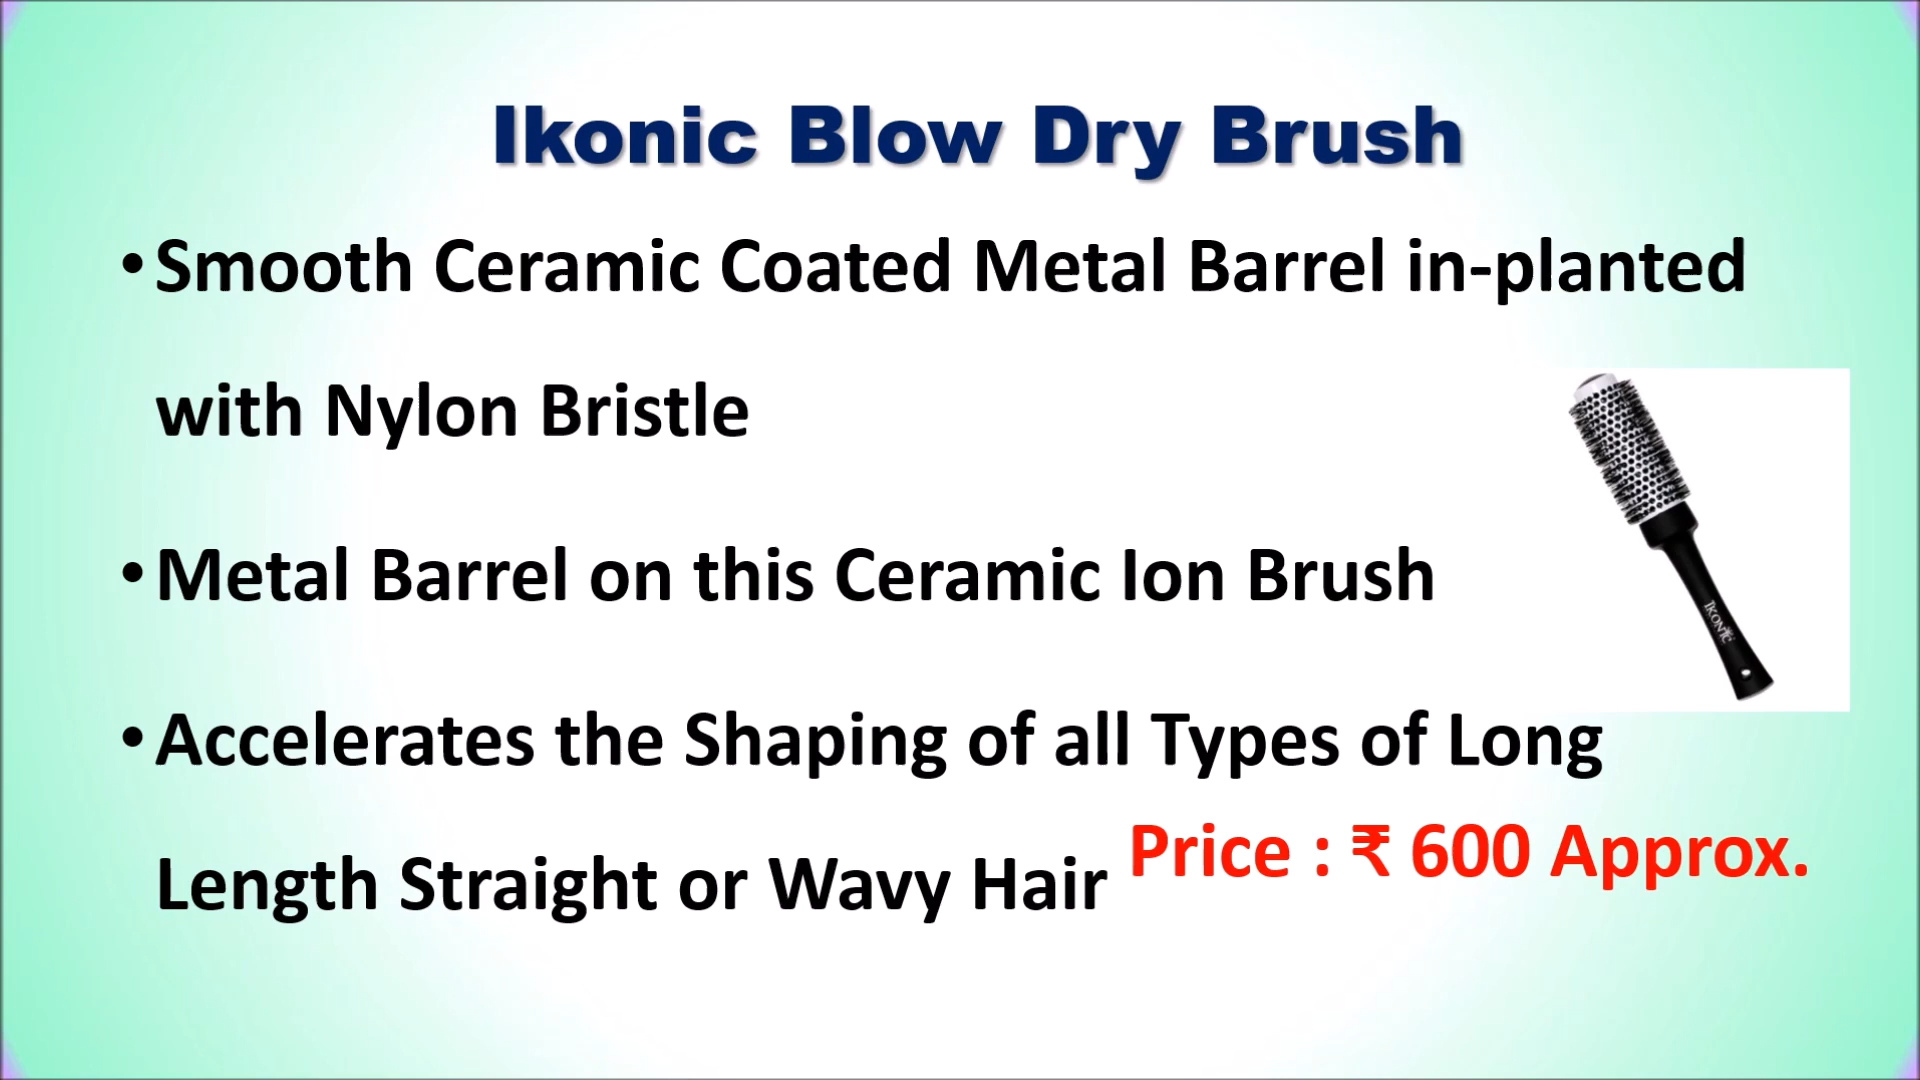 Ikonic Blow Dry Brush
• Smooth Ceramic Coated Metal Barrel in-planted
with Nylon Bristle
• Metal Barrel on this Ceramic Ion Brush
IKONIC
• Accelerates the Shaping of all Types of Long
Length Straight or Wavy Hair
Price : ₹ 600 Approx.